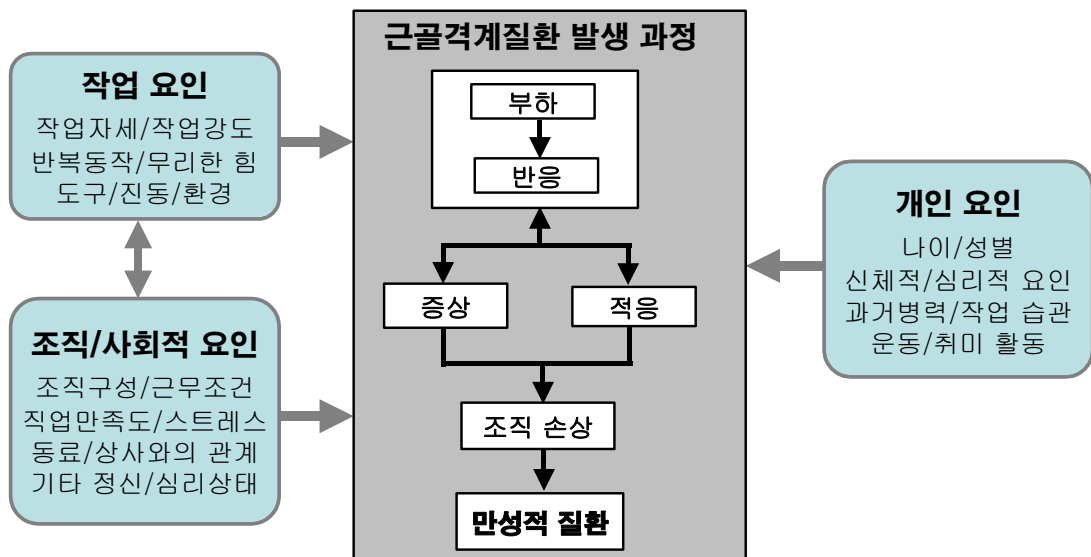 근골격계질환 발생 과정
부하
반응
증상
적응
조직 손상
만성적 질환
작업 요인
작업자세/작업강도
반복동작/무리한 힘
도구/진동/환경
조직/사회적 요인
조직구성/근무조건
직업만족도/스트레스
동료/상사와의 관계
기타 정신/심리상태
개인 요인
나이/성별
신체적/심리적 요인
과거병력/작업 습관
운동/취미 활동